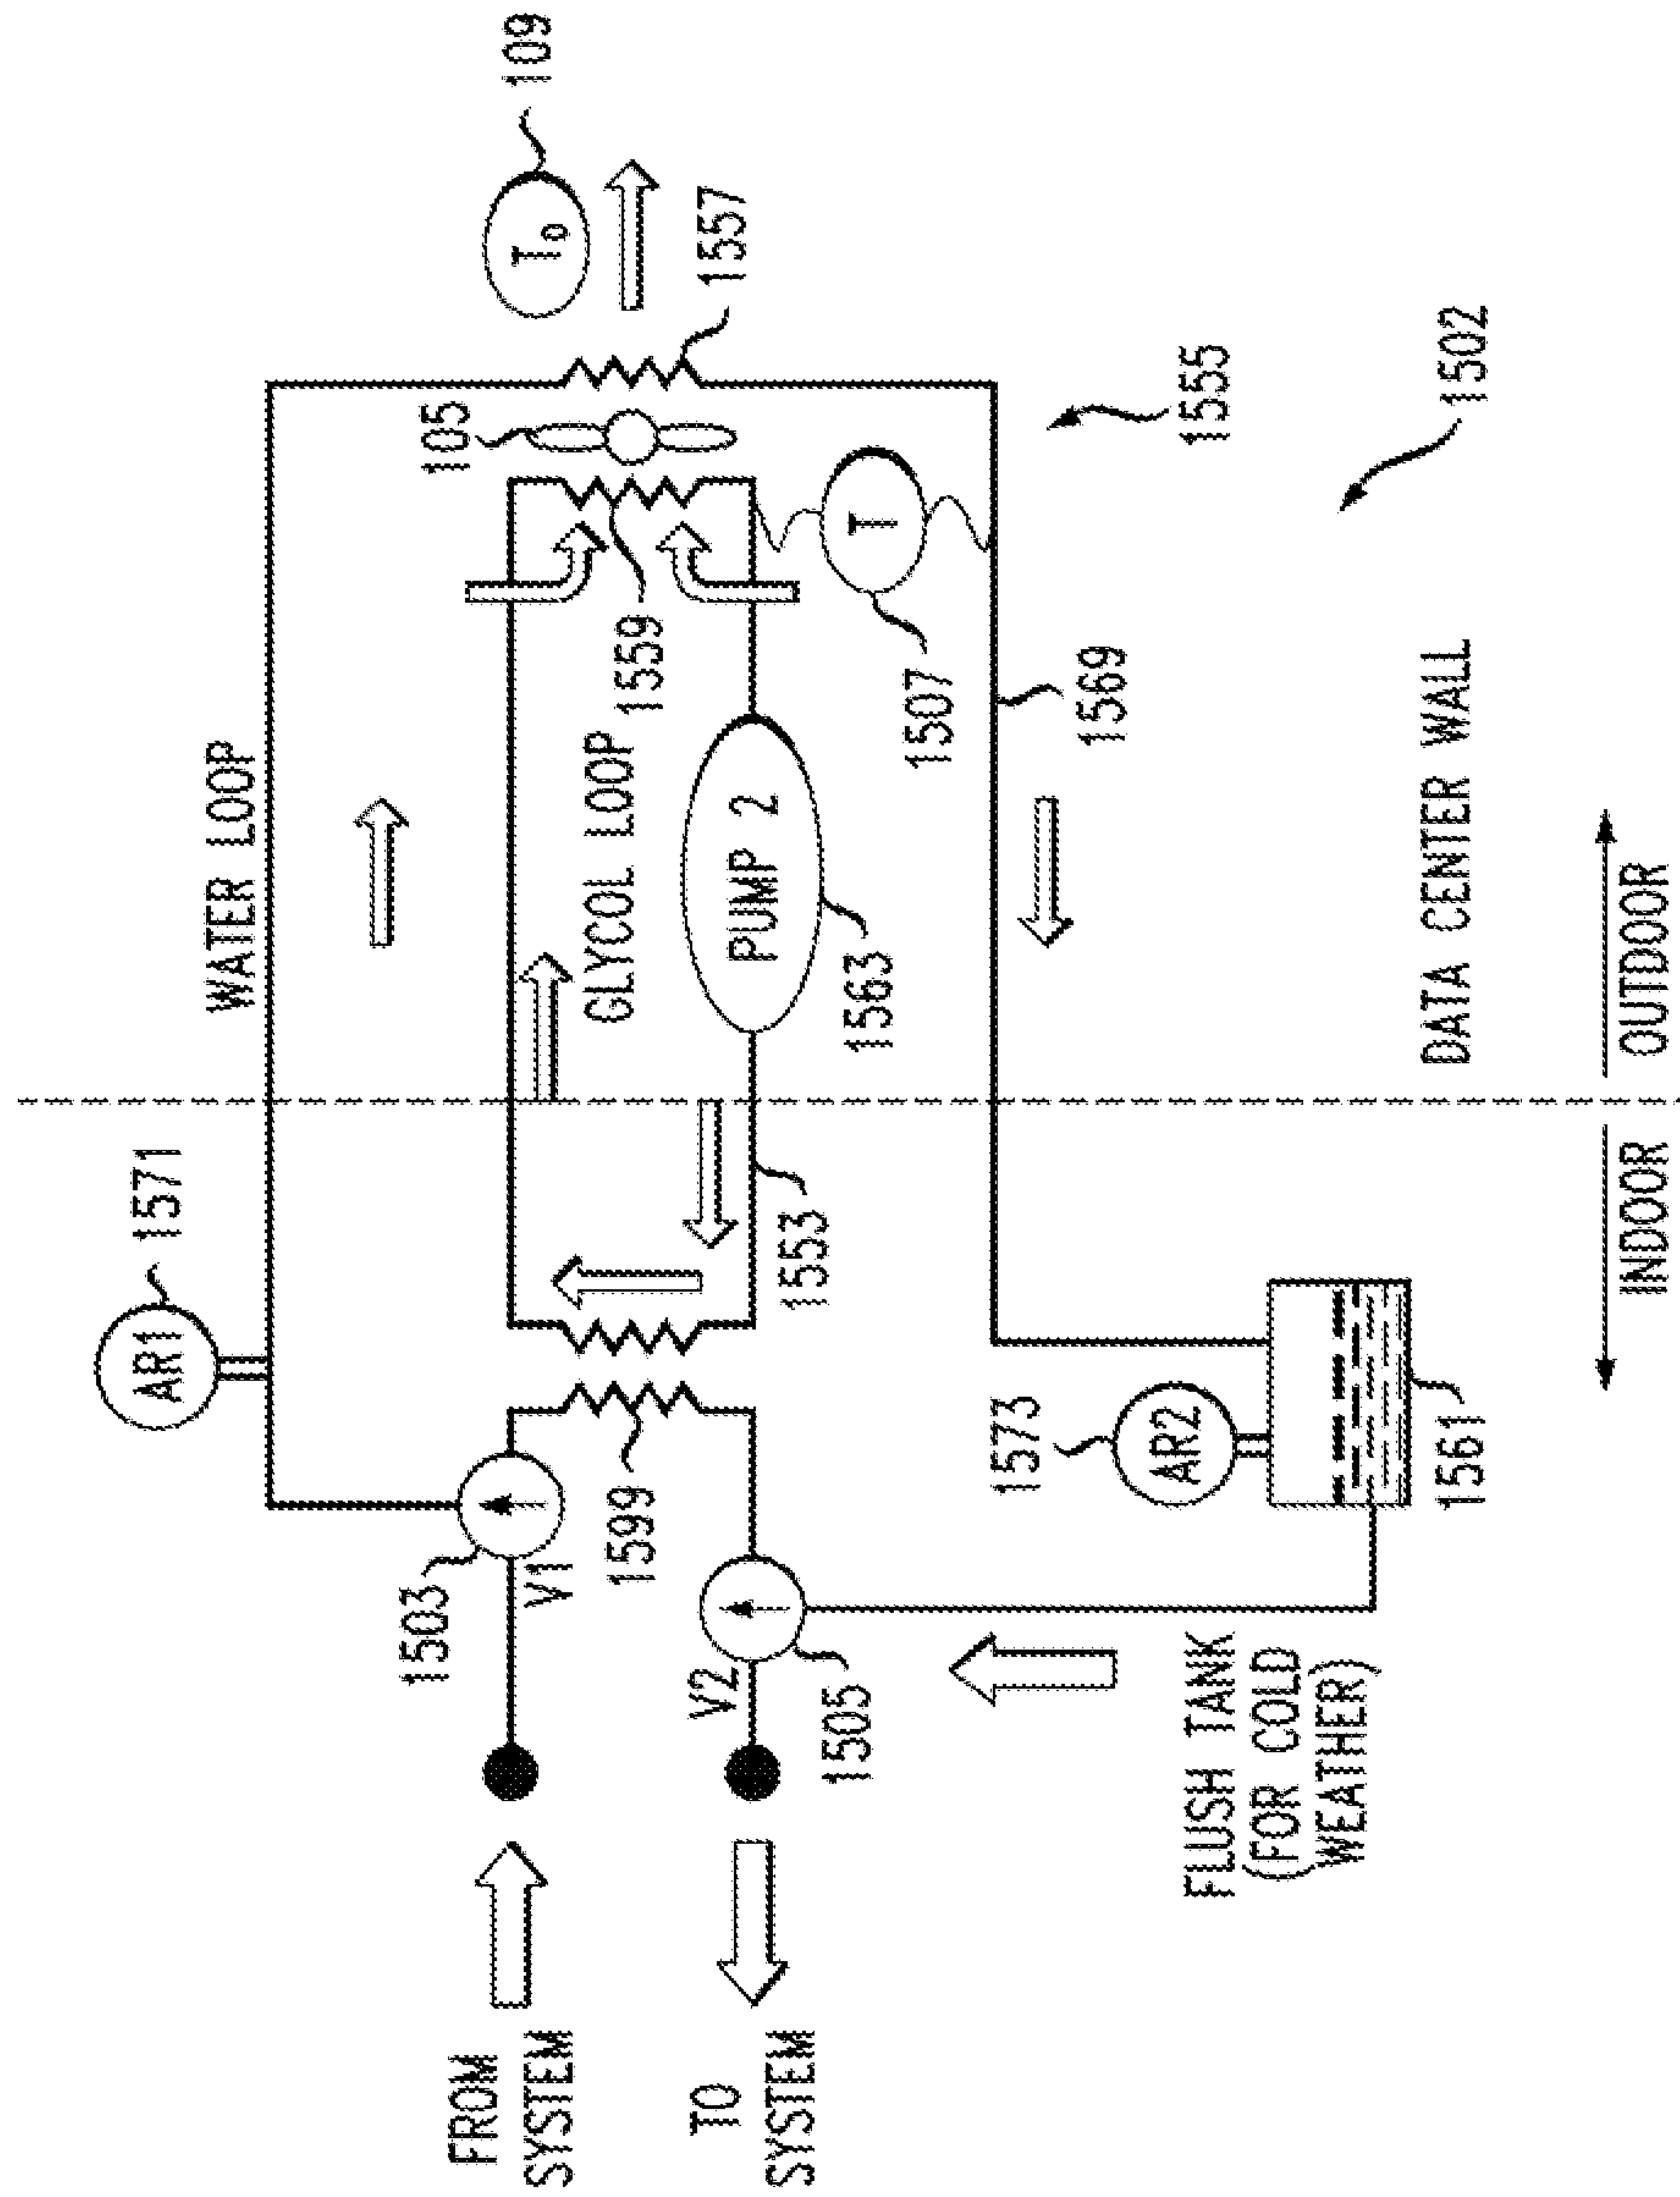 109
T₀
1557
105
1555
1502
WATER LOOP
1559
T
1507
1569
GLYCOL LOOP
PUMP 2
1563
DATA CENTER WALL
OUTDOOR
INDOOR
1571
AR1
1553
1599
1503
V1
V2
1505
1573
AR2
1561
FLUSH TANK
(FOR COLD
WEATHER)
FROM
SYSTEM
TO
SYSTEM